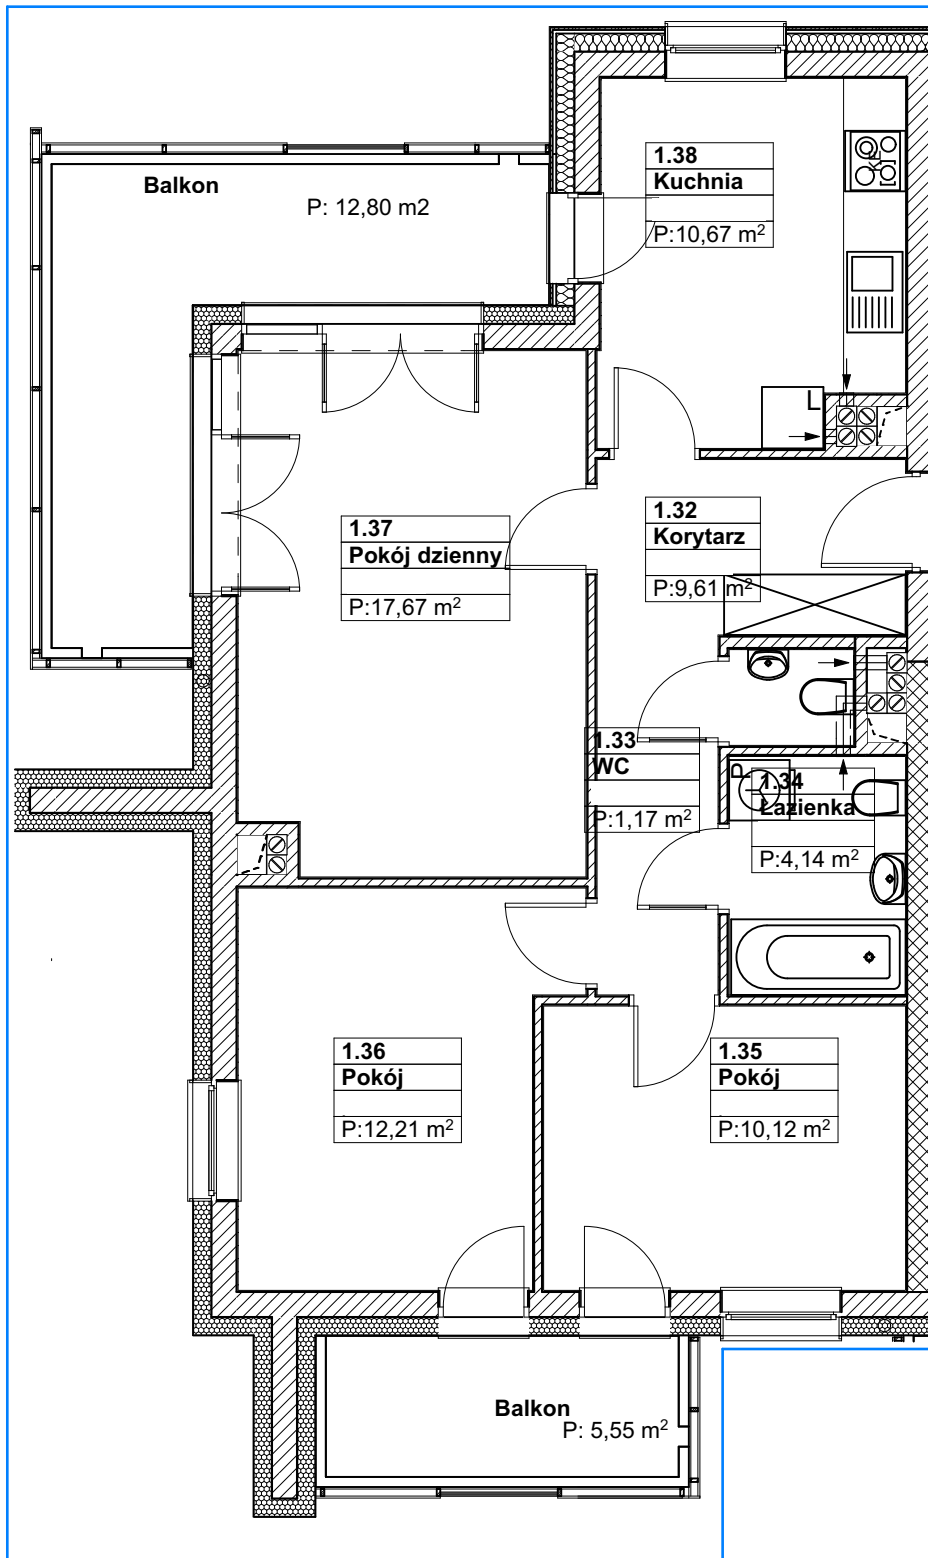 Balkon
P: 12,80 m2
1.38
Kuchnia
P:10,67 m²
KE
L
1.32
Korytarz
P:9,61 m²
1.37
Pokój dzienny
P:17,67 m²
1.33
WC
P:1,17 m²
P
1.34
Łazienka
P:4,14 m²
1.36
Pokój
P:12,21 m²
1.35
Pokój
P:10,12 m²
Balkon
P: 5,55 m²